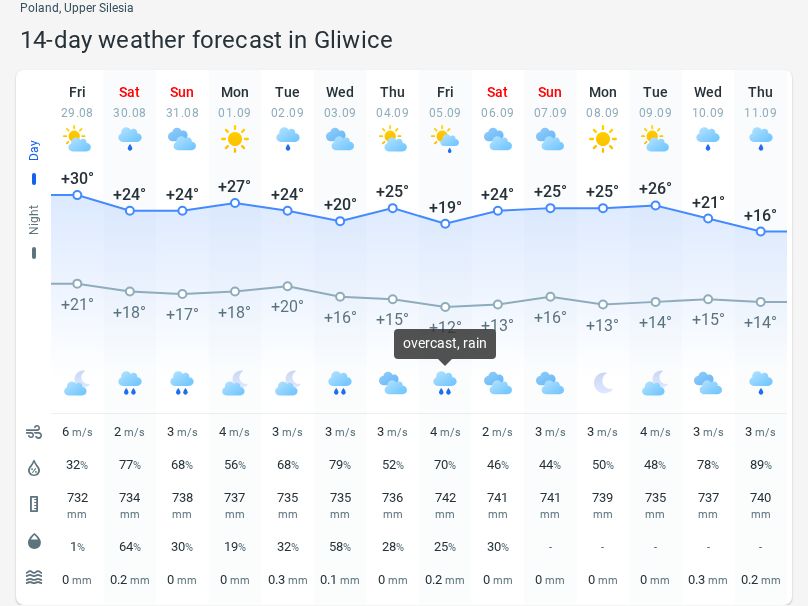 Poland, Upper Silesia
14-day weather forecast in Gliwice
Fri Sat Sun Mon Tue Wed Thu Fri Sat Sun Mon Tue Wed Thu
29.08 30.08 31.08 01.09 02.09 03.09 04.09 05.09 06.09 07.09 08.09 09.09 10.09 11.09
Day
+30° +24° +24° +27° +24° +20° +25° +19° +24° +25° +25° +26° +21° +16°
Night
+21° +18° +17° +18° +20° +16° +15° +12° +13° +16° +13° +14° +15° +14°
overcast, rain
6 m/s 2 m/s 3 m/s 4 m/s 3 m/s 3 m/s 3 m/s 4 m/s 2 m/s 3 m/s 3 m/s 4 m/s 3 m/s 3 m/s
32% 77% 68% 56% 68% 79% 52% 70% 46% 44% 50% 48% 78% 89%
732 734 738 737 735 735 736 742 741 741 739 735 737 740
mm mm mm mm mm mm mm mm mm mm mm mm mm mm
1% 64% 30% 19% 32% 58% 28% 25% 30% - - - - -
0 mm 0.2 mm 0 mm 0 mm 0.3 mm 0.1 mm 0 mm 0.2 mm 0 mm 0 mm 0 mm 0 mm 0.3 mm 0.2 mm